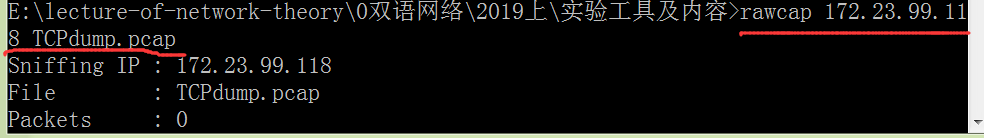 E:\lecture-of-network-theory\0双语网络\2019上\实验工具及内容>rawcap 172.23.99.11
8 TCPdump.pcap
Sniffing IP : 172.23.99.118
File        : TCPdump.pcap
Packets     : 0